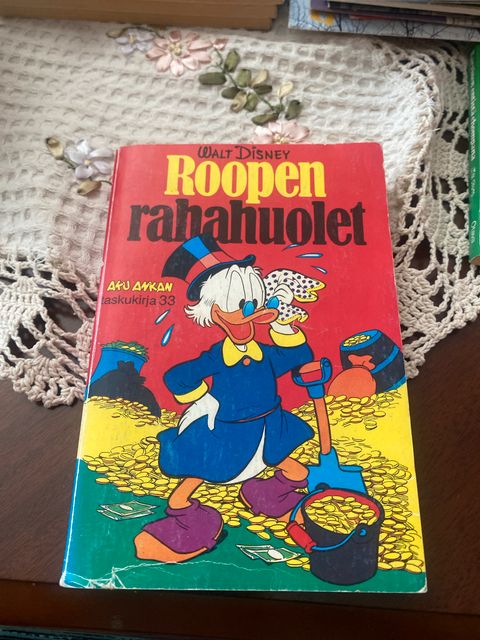 WALT DISNEY
Roopen
rahahuolet
AKU ANKAN
taskukirja 33